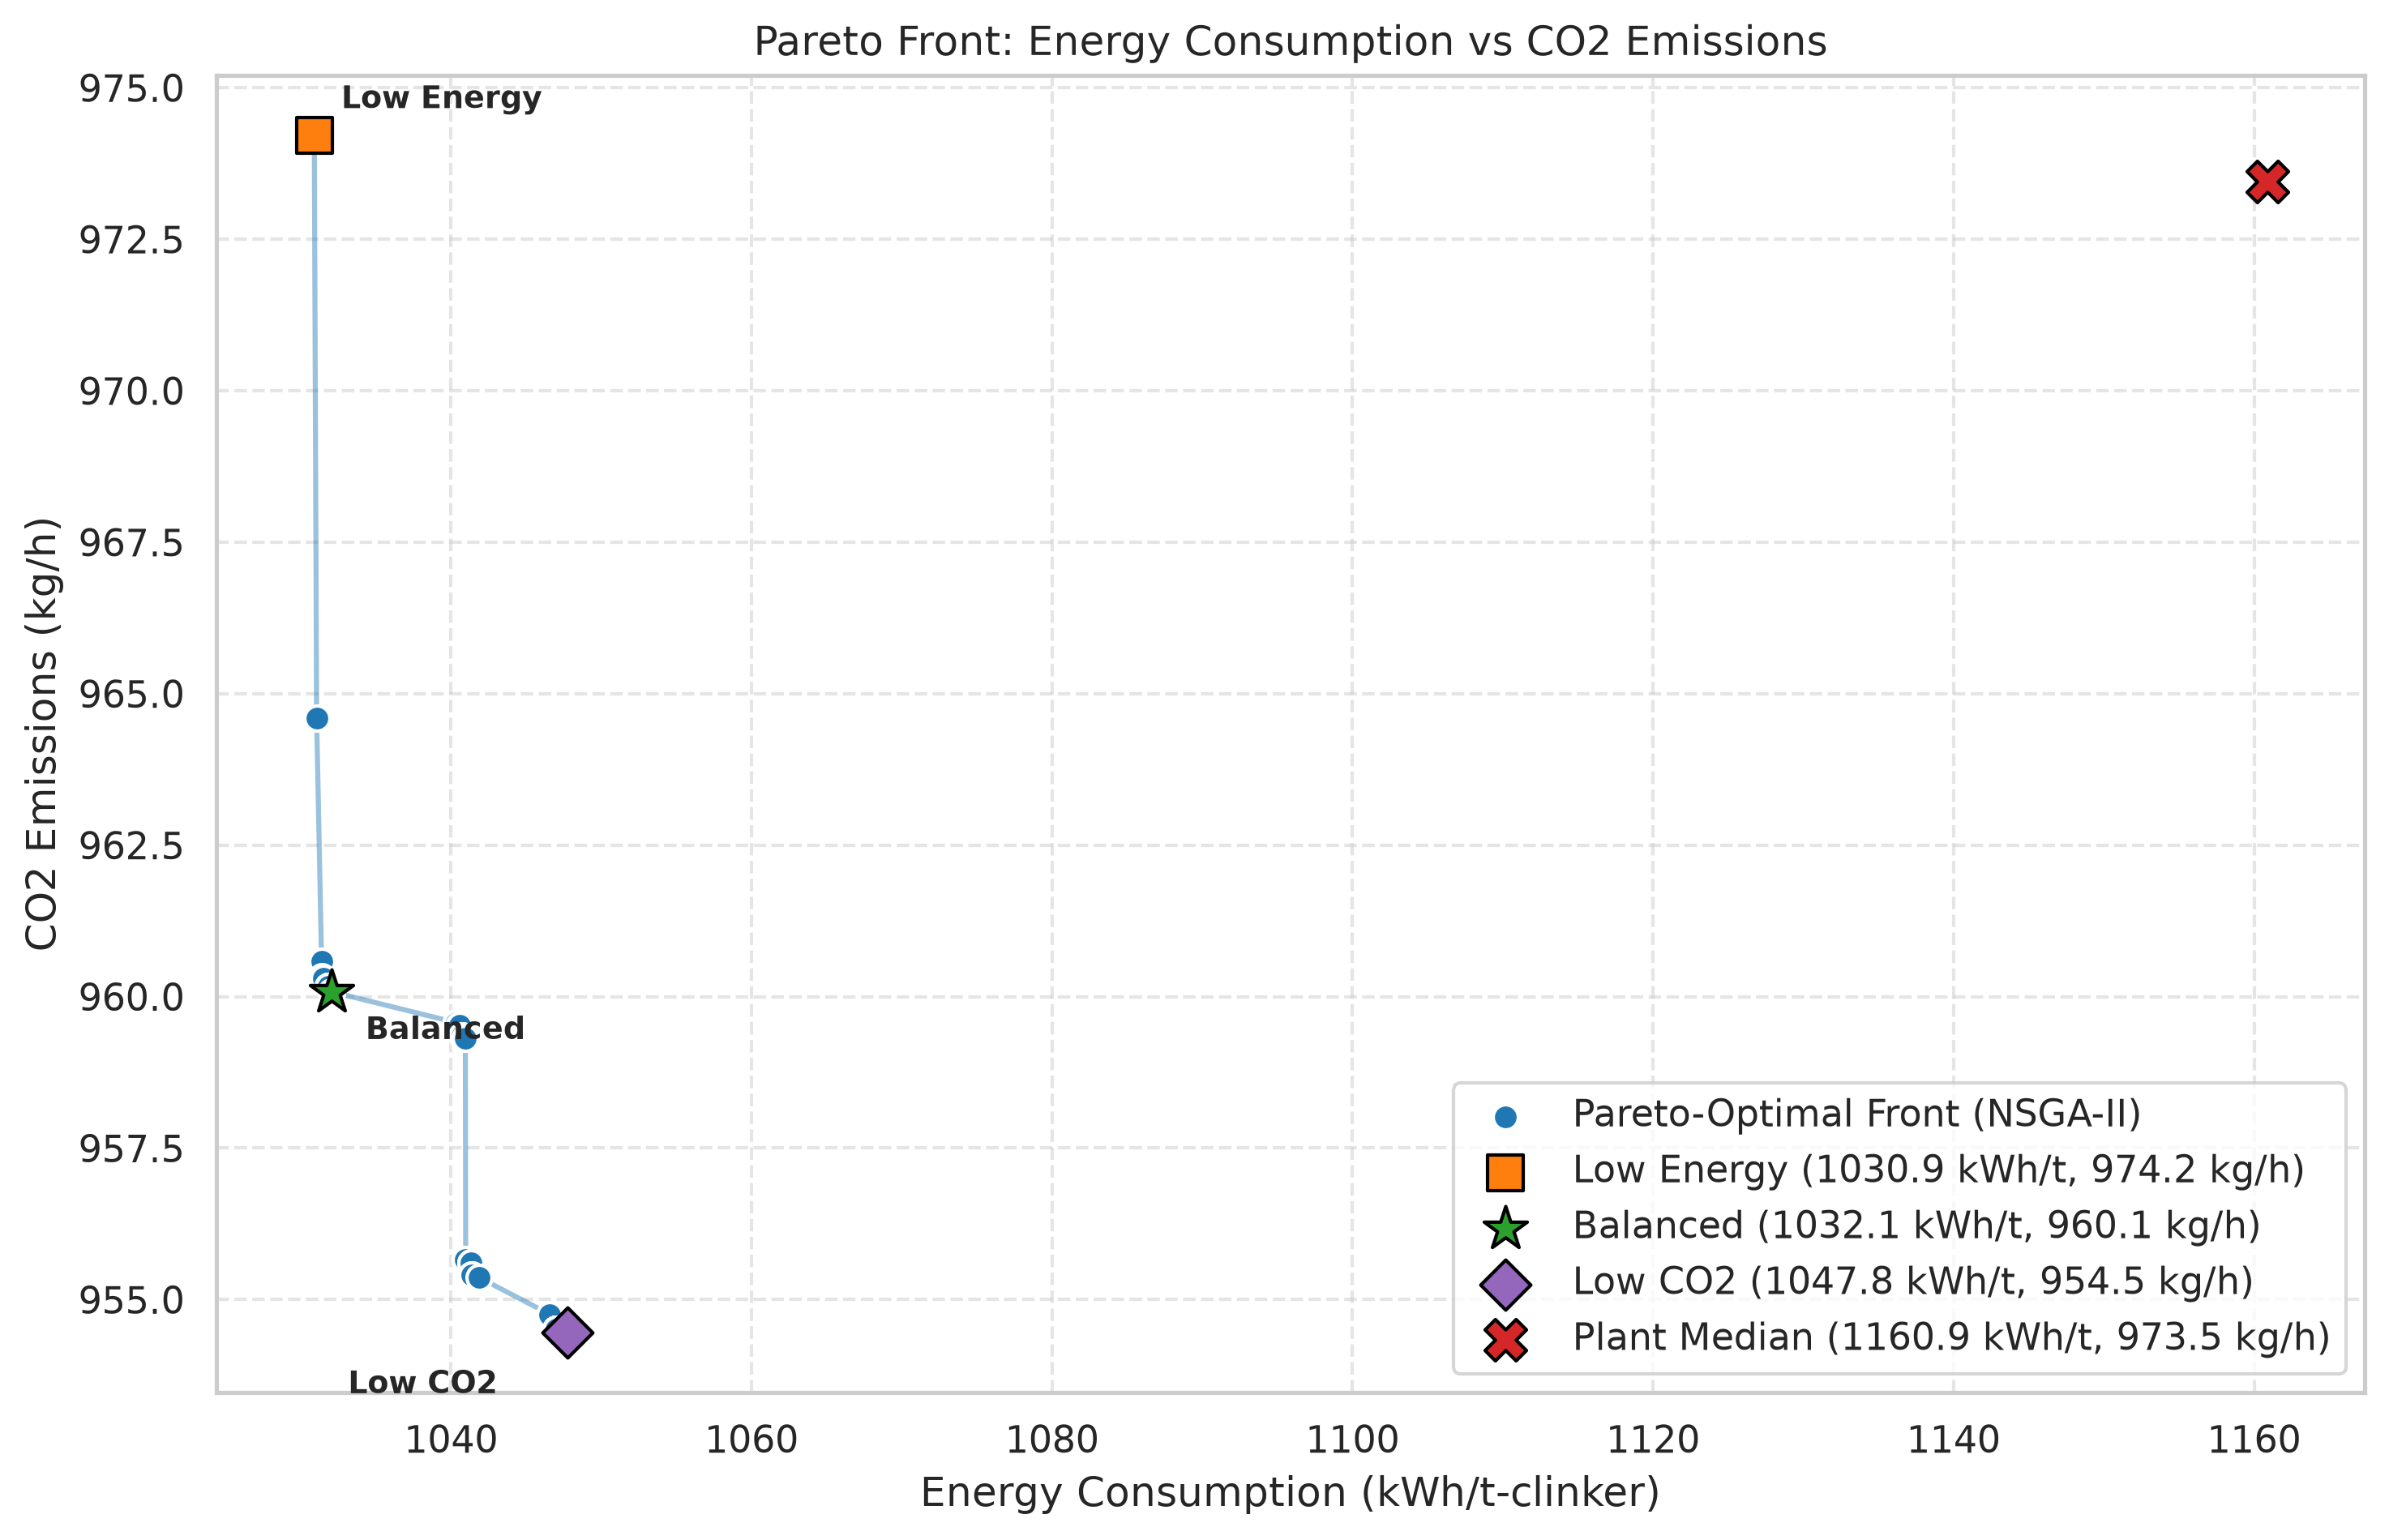 Pareto Front: Energy Consumption vs CO2 Emissions
975.0
972.5
970.0
967.5
965.0
962.5
960.0
957.5
955.0
CO2 Emissions (kg/h)
Low Energy
Balanced
Low CO2
Pareto-Optimal Front (NSGA-II)
Low Energy (1030.9 kWh/t, 974.2 kg/h)
Balanced (1032.1 kWh/t, 960.1 kg/h)
Low CO2 (1047.8 kWh/t, 954.5 kg/h)
Plant Median (1160.9 kWh/t, 973.5 kg/h)
1040 1060 1080 1100 1120 1140 1160
Energy Consumption (kWh/t-clinker)